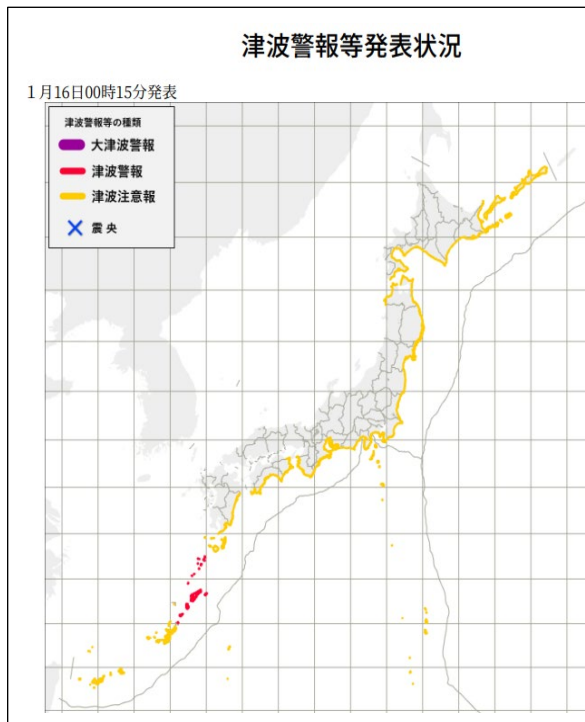 津波警報等発表状況
１月16日00時15分発表
津波警報等の種類
大津波警報
津波警報
津波注意報
震央